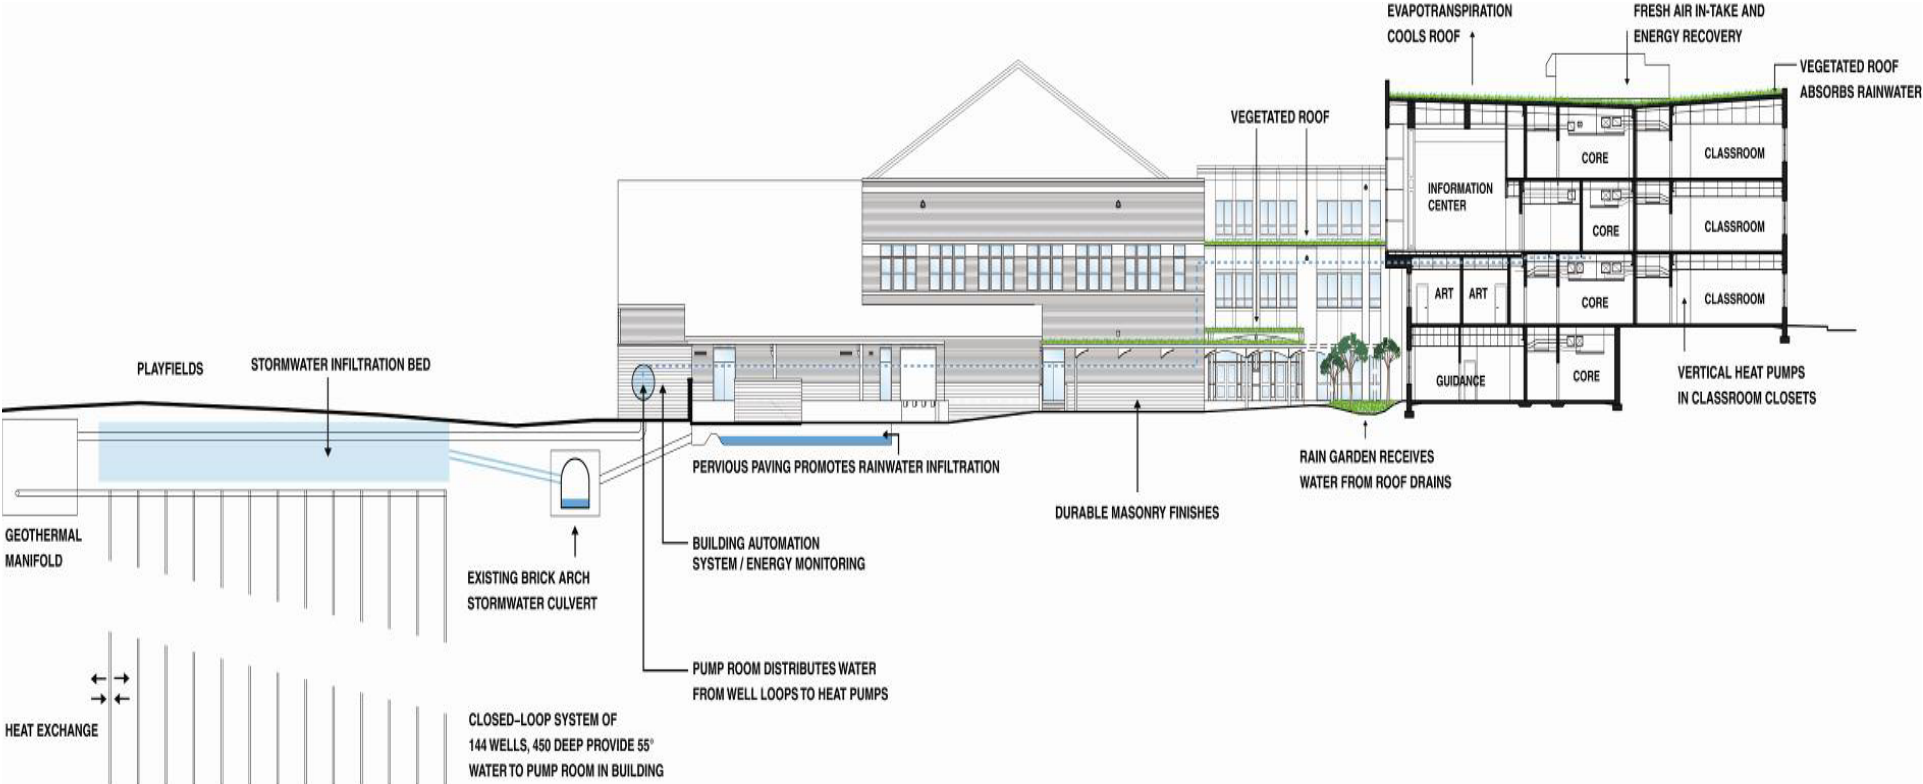 EVAPOTRANSPIRATION
COOLS ROOF
FRESH AIR IN-TAKE AND
ENERGY RECOVERY
VEGETATED ROOF
ABSORBS RAINWATER
VEGETATED ROOF
CORE
CLASSROOM
INFORMATION
CENTER
CORE
CLASSROOM
ART
ART
CORE
CLASSROOM
GUIDANCE
CORE
VERTICAL HEAT PUMPS
IN CLASSROOM CLOSETS
PLAYFIELDS
STORMWATER INFILTRATION BED
PERVIOUS PAVING PROMOTES RAINWATER INFILTRATION
RAIN GARDEN RECEIVES
WATER FROM ROOF DRAINS
DURABLE MASONRY FINISHES
GEOTHERMAL
MANIFOLD
BUILDING AUTOMATION
SYSTEM / ENERGY MONITORING
EXISTING BRICK ARCH
STORMWATER CULVERT
PUMP ROOM DISTRIBUTES WATER
FROM WELL LOOPS TO HEAT PUMPS
HEAT EXCHANGE
CLOSED–LOOP SYSTEM OF
144 WELLS, 450 DEEP PROVIDE 55°
WATER TO PUMP ROOM IN BUILDING